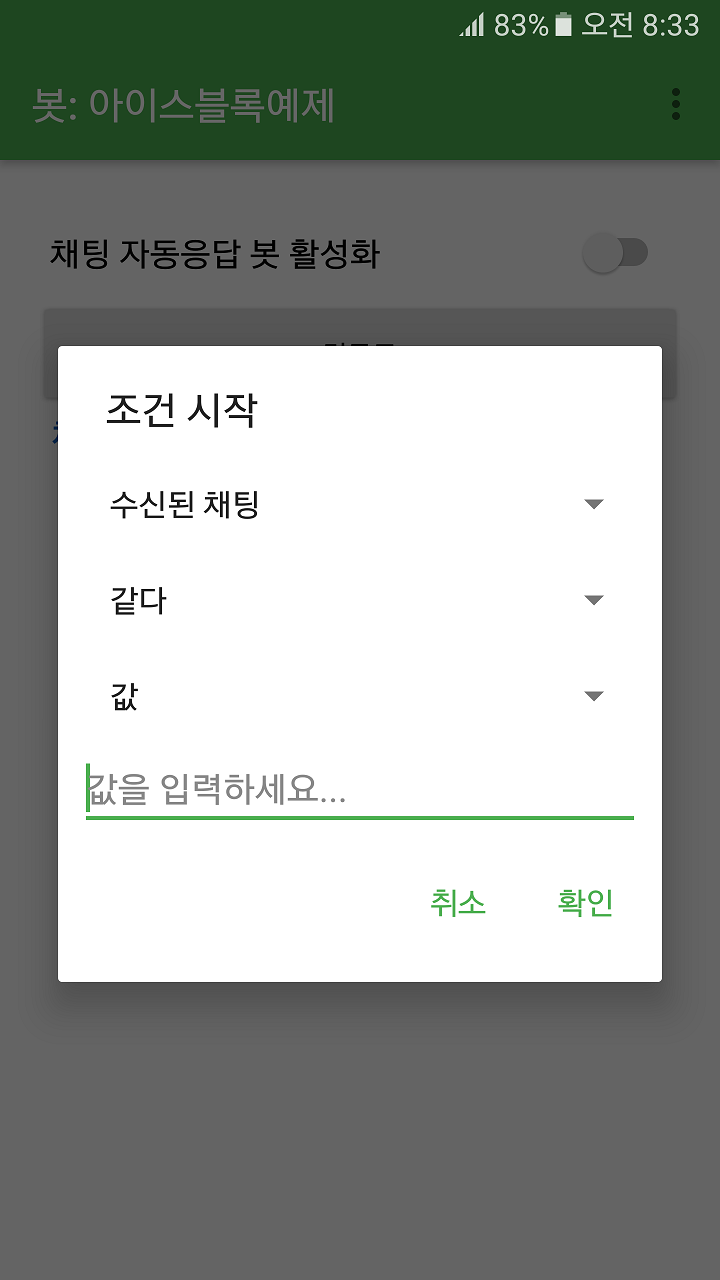 83% 오전 8:33
봇: 아이스블록예제
채팅 자동응답 봇 활성화
조건 시작
수신된 채팅
같다
값
값을 입력하세요...
취소 확인